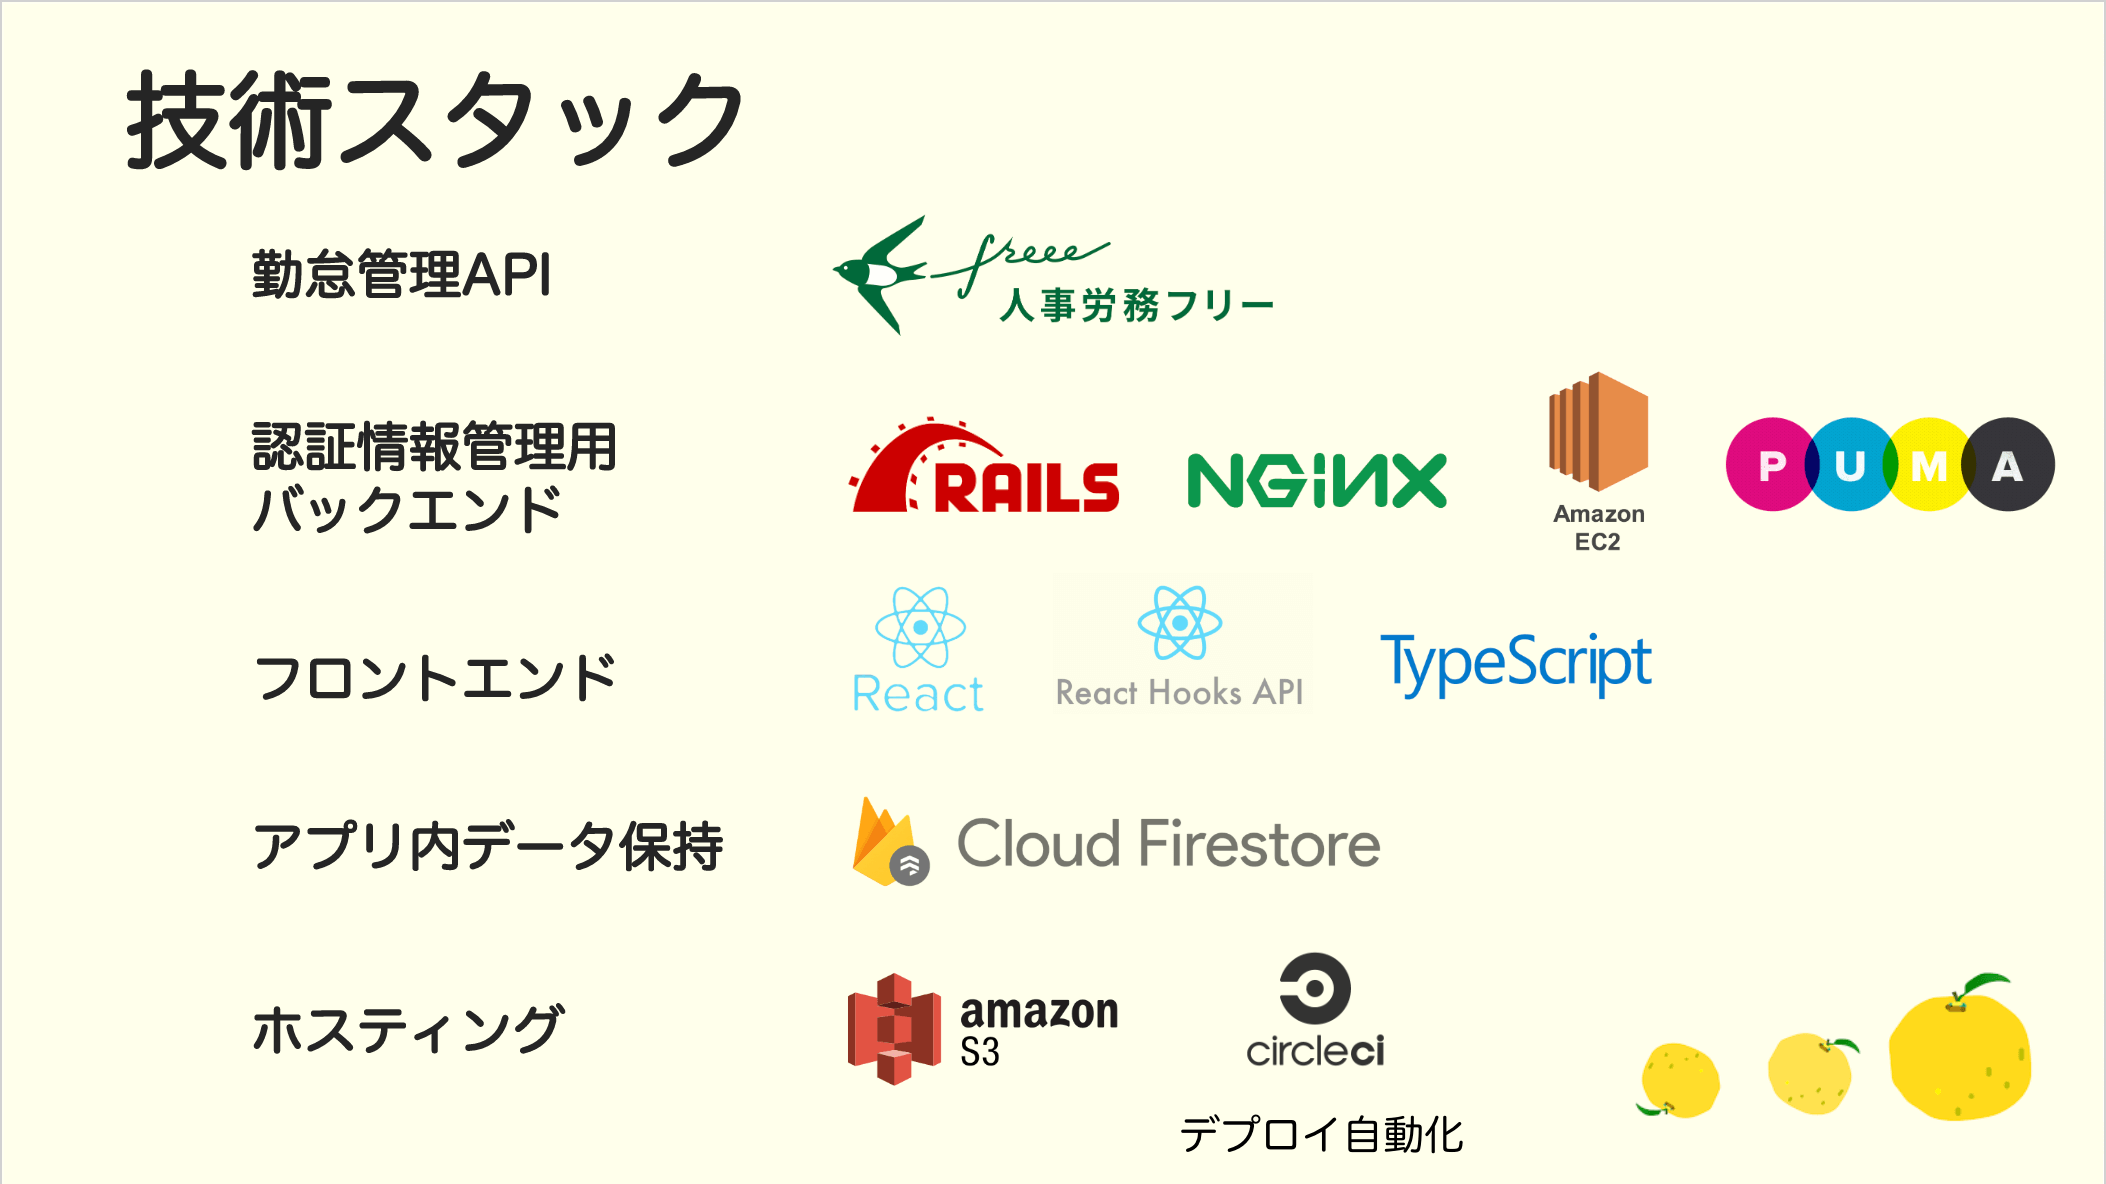 技術スタック
勤怠管理API
freee
人事労務フリー
認証情報管理用
バックエンド
RAILS
NGINX
Amazon
EC2
PUMA
フロントエンド
React
React Hooks API
TypeScript
アプリ内データ保持
Cloud Firestore
ホスティング
amazon
S3
circleci
デプロイ自動化